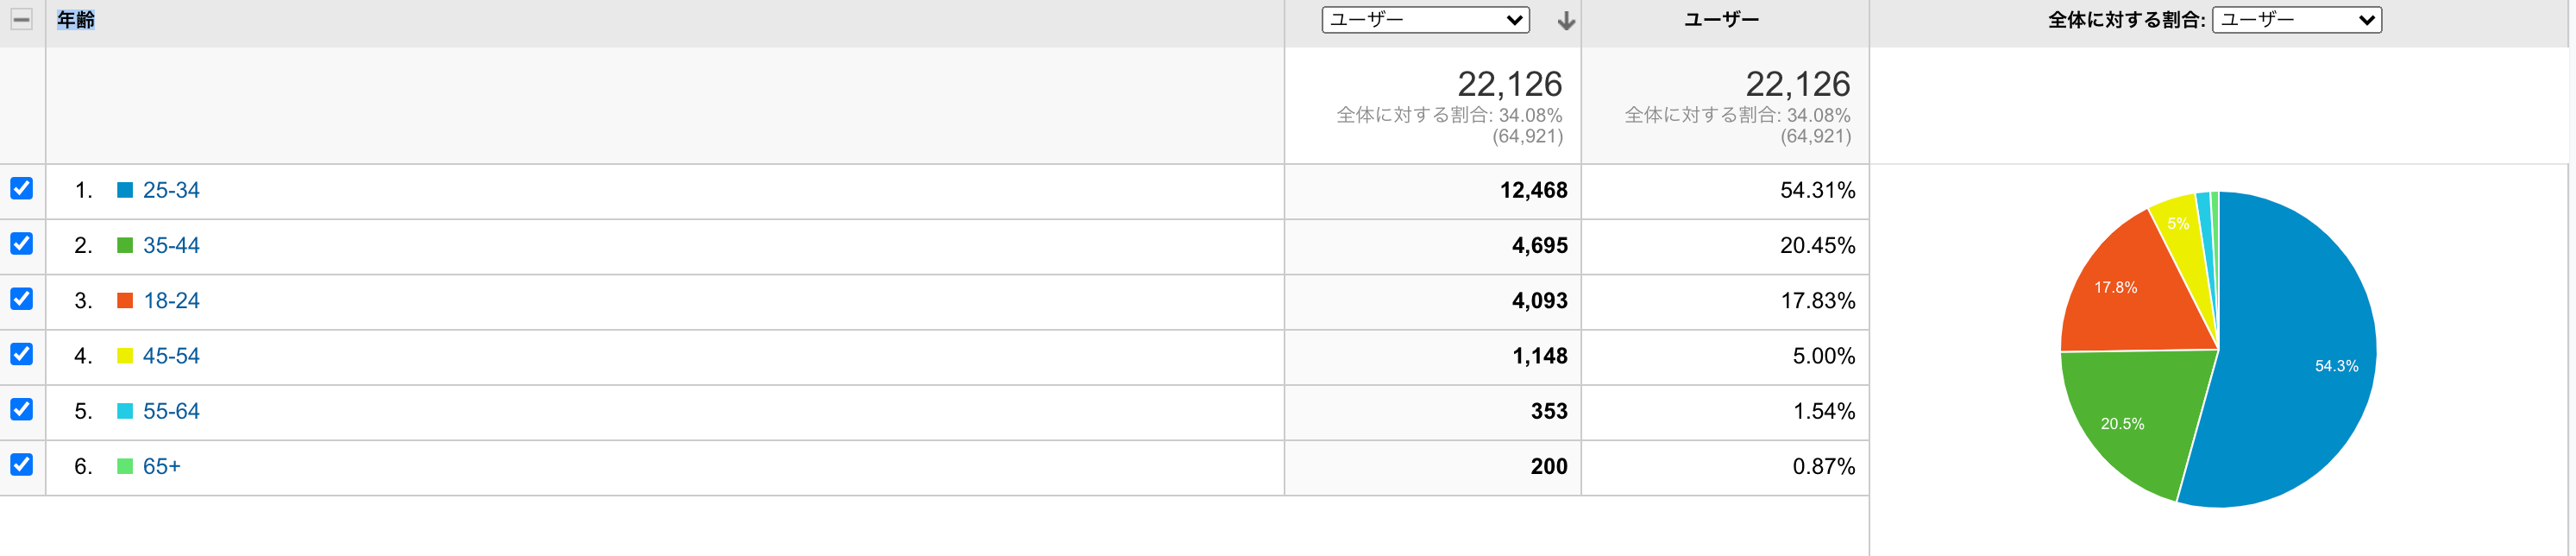 年齢 ユーザー ユーザー 全体に対する割合: ユーザー
22,126 22,126
全体に対する割合: 34.08% 全体に対する割合: 34.08%
(64,921) (64,921)
1. 25-34 12,468 54.31%
2. 35-44 4,695 20.45%
3. 18-24 4,093 17.83%
4. 45-54 1,148 5.00%
5. 55-64 353 1.54%
6. 65+ 200 0.87%
5%
17.8%
54.3%
20.5%